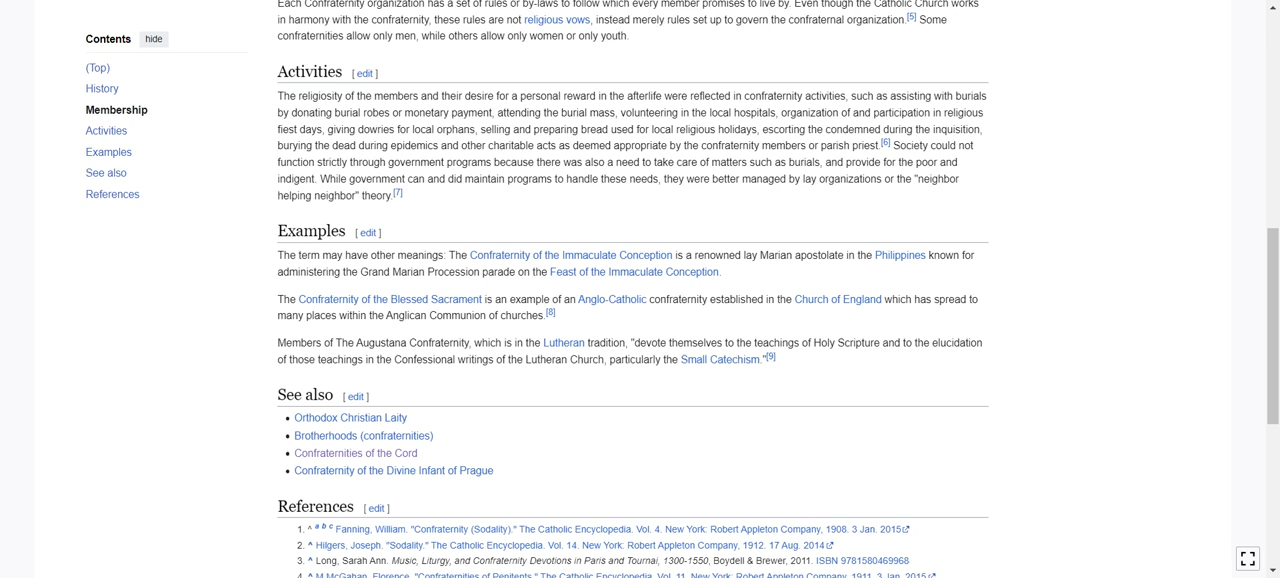 Each Confraternity organization has a set of rules or by-laws to follow which every member promises to live by. Even though the Catholic Church works
in harmony with the confraternity, these rules are not religious vows, instead merely rules set up to govern the confraternal organization.[5] Some
confraternities allow only men, while others allow only women or only youth.
Contents hide
(Top)
History
Membership
Activities
Examples
See also
References
Activities [ edit ]
The religiosity of the members and their desire for a personal reward in the afterlife were reflected in confraternity activities, such as assisting with burials
by donating burial robes or monetary payment, attending the burial mass, volunteering in the local hospitals, organization of and participation in religious
fiest days, giving dowries for local orphans, selling and preparing bread used for local religious holidays, escorting the condemned during the inquisition,
burying the dead during epidemics and other charitable acts as deemed appropriate by the confraternity members or parish priest.[6] Society could not
function strictly through government programs because there was also a need to take care of matters such as burials, and provide for the poor and
indigent. While government can and did maintain programs to handle these needs, they were better managed by lay organizations or the "neighbor
helping neighbor" theory.[7]
Examples [ edit ]
The term may have other meanings: The Confraternity of the Immaculate Conception is a renowned lay Marian apostolate in the Philippines known for
administering the Grand Marian Procession parade on the Feast of the Immaculate Conception.
The Confraternity of the Blessed Sacrament is an example of an Anglo-Catholic confraternity established in the Church of England which has spread to
many places within the Anglican Communion of churches.[8]
Members of The Augustana Confraternity, which is in the Lutheran tradition, "devote themselves to the teachings of Holy Scripture and to the elucidation
of those teachings in the Confessional writings of the Lutheran Church, particularly the Small Catechism."[9]
See also [ edit ]
• Orthodox Christian Laity
• Brotherhoods (confraternities)
• Confraternities of the Cord
• Confraternity of the Divine Infant of Prague
References [ edit ]
1. ^ a b c Fanning, William. "Confraternity (Sodality)." The Catholic Encyclopedia. Vol. 4. New York: Robert Appleton Company, 1908. 3 Jan. 2015
2. ^ Hilgers, Joseph. "Sodality." The Catholic Encyclopedia. Vol. 14. New York: Robert Appleton Company, 1912. 17 Aug. 2014
3. ^ Long, Sarah Ann. Music, Liturgy, and Confraternity Devotions in Paris and Tournai, 1300-1550, Boydell & Brewer, 2011. ISBN 9781580469968
4. ^ M McGahan, Florence. "Confraternities of Penitents." The Catholic Encyclopedia. Vol. 11. New York: Robert Appleton Company, 1911. 3 Jan. 2015